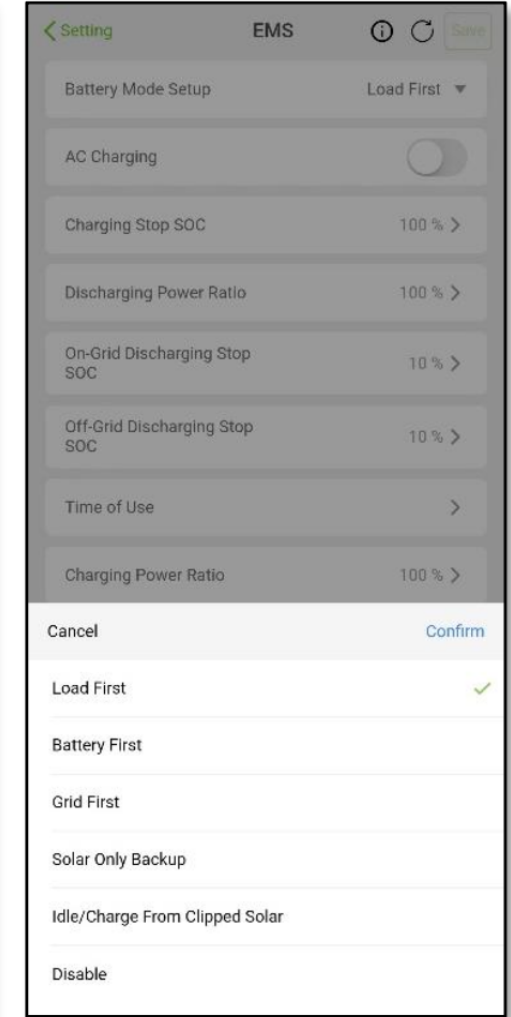 Setting EMS Save
Battery Mode Setup Load First
AC Charging
Charging Stop SOC 100 %
Discharging Power Ratio 100 %
On-Grid Discharging Stop
SOC 10 %
Off-Grid Discharging Stop
SOC 10 %
Time of Use
Charging Power Ratio 100 %
Cancel Confirm
Load First
Battery First
Grid First
Solar Only Backup
Idle/Charge From Clipped Solar
Disable